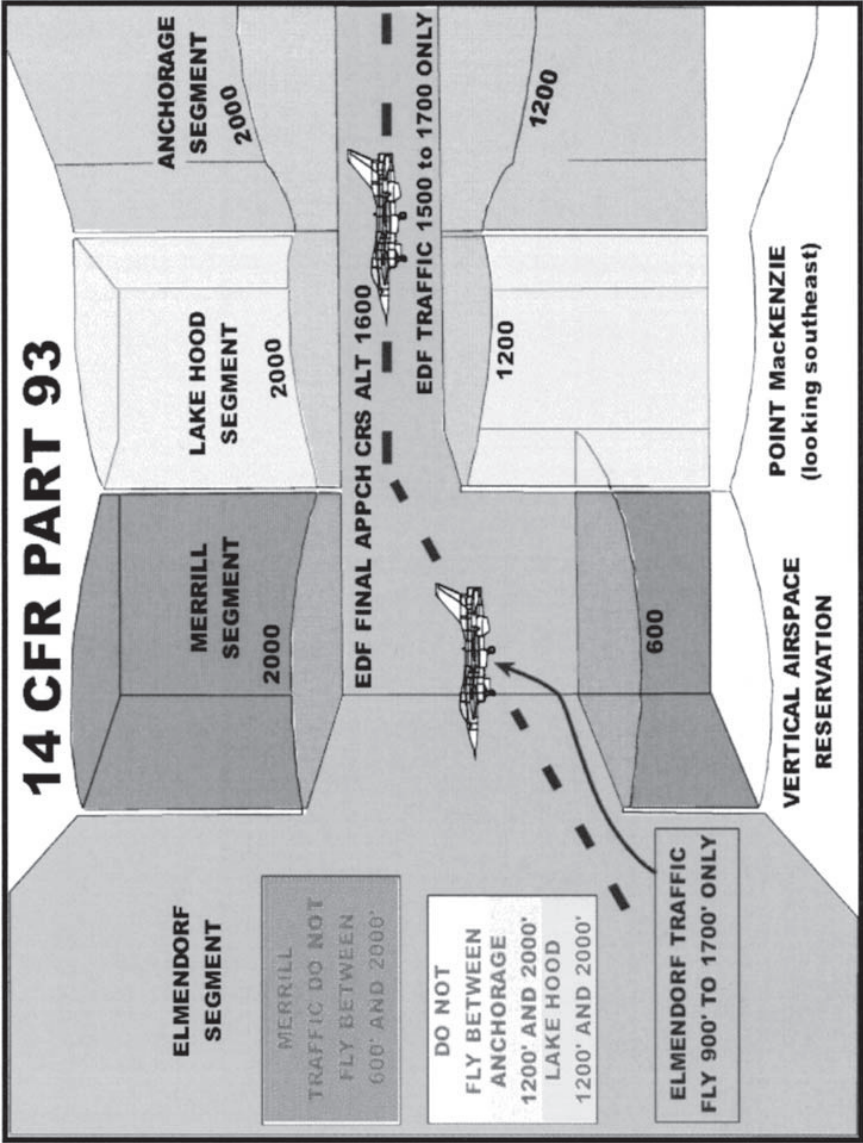 14 CFR PART 93
ELMENDORF
SEGMENT
MERRILL
SEGMENT
2000
LAKE HOOD
SEGMENT
2000
ANCHORAGE
SEGMENT
2000
MERRILL
TRAFFIC DO NOT
FLY BETWEEN
600' AND 2000'
EDF FINAL APPCH CRS ALT 1600
EDF TRAFFIC 1500 to 1700 ONLY
DO NOT
FLY BETWEEN
ANCHORAGE
1200' AND 2000'
LAKE HOOD
1200' AND 2000'
600
1200
1200
ELMENDORF TRAFFIC
FLY 900' TO 1700' ONLY
VERTICAL AIRSPACE
RESERVATION
POINT MacKENZIE
(looking southeast)